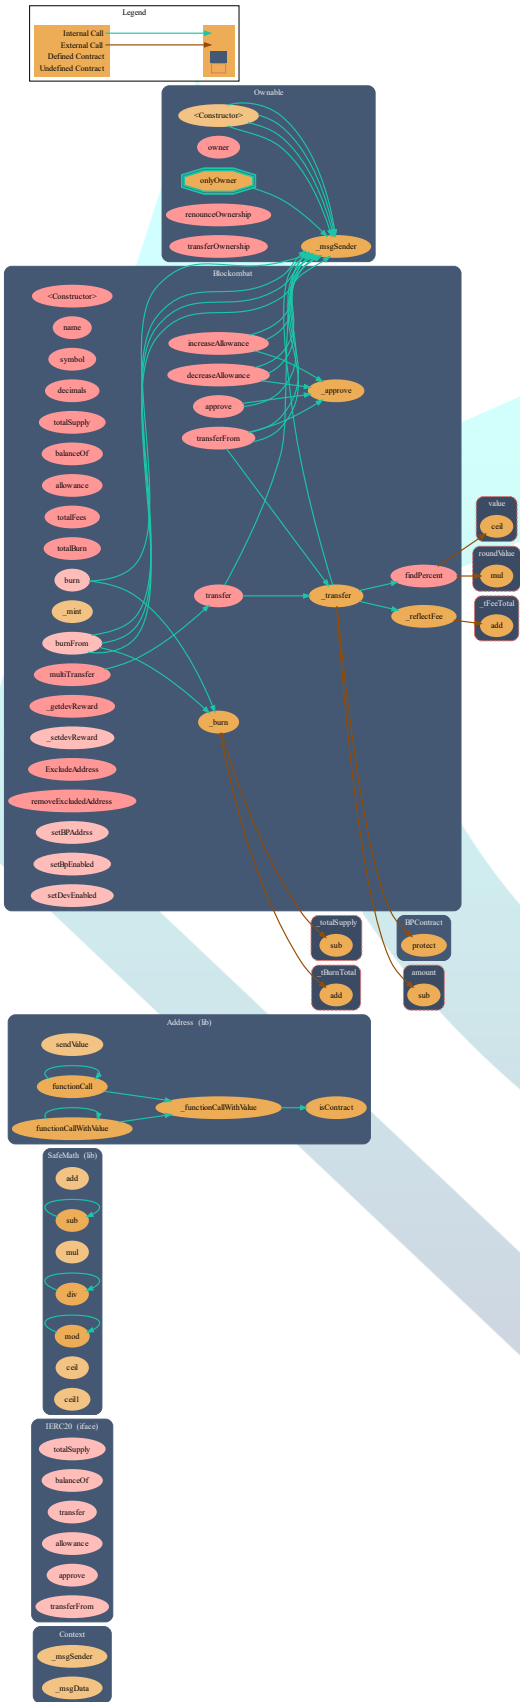 Legend
Internal Call
External Call
Defined Contract
Undefined Contract
Ownable
<Constructor>
owner
onlyOwner
renounceOwnership
transferOwnership
_msgSender
Blockombat
<Constructor>
name
symbol
decimals
totalSupply
balanceOf
allowance
totalFees
totalBurn
burn
_mint
burnFrom
multiTransfer
_getdevReward
_setdevReward
ExcludeAddress
removeExcludedAddress
setBPAddrss
setBpEnabled
setDevEnabled
increaseAllowance
decreaseAllowance
approve
transferFrom
transfer
_burn
_approve
_transfer
findPercent
_reflectFee
value
ceil
roundValue
mul
_tFeeTotal
add
_totalSupply
sub
_tBurnTotal
add
BPContract
protect
amount
sub
Address (lib)
sendValue
functionCall
functionCallWithValue
_functionCallWithValue
isContract
SafeMath (lib)
add
sub
mul
div
mod
ceil
ceil1
IERC20 (iface)
totalSupply
balanceOf
transfer
allowance
approve
transferFrom
Context
_msgSender
_msgData